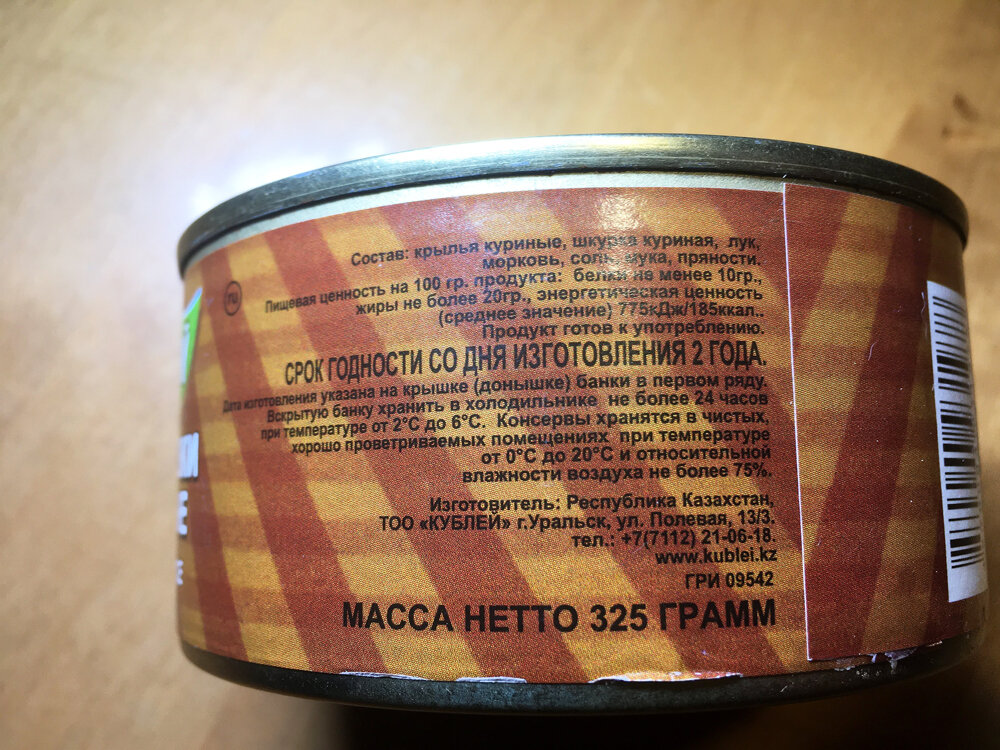 Состав: крылья куриные, шкурка куриная, лук,
морковь, соль, мука, пряности.
Пищевая ценность на 100 гр. продукта: белки не менее 10гр.,
жиры не более 20гр., энергетическая ценность
(среднее значение) 775кДж/185ккал..
Продукт готов к употреблению.
СРОК ГОДНОСТИ СО ДНЯ ИЗГОТОВЛЕНИЯ 2 ГОДА.
Дата изготовления указана на крышке (донышке) банки в первом ряду.
Вскрытую банку хранить в холодильнике не более 24 часов
при температуре от 2°С до 6°С. Консервы хранятся в чистых,
хорошо проветриваемых помещениях при температуре
от 0°С до 20°С и относительной
влажности воздуха не более 75%.
Изготовитель: Республика Казахстан,
ТОО «КУБЛЕЙ» г.Уральск, ул. Полевая, 13/3.
тел.: +7(7112) 21-06-18.
www.kublei.kz
ГРИ 09542
МАССА НЕТТО 325 ГРАММ
ru